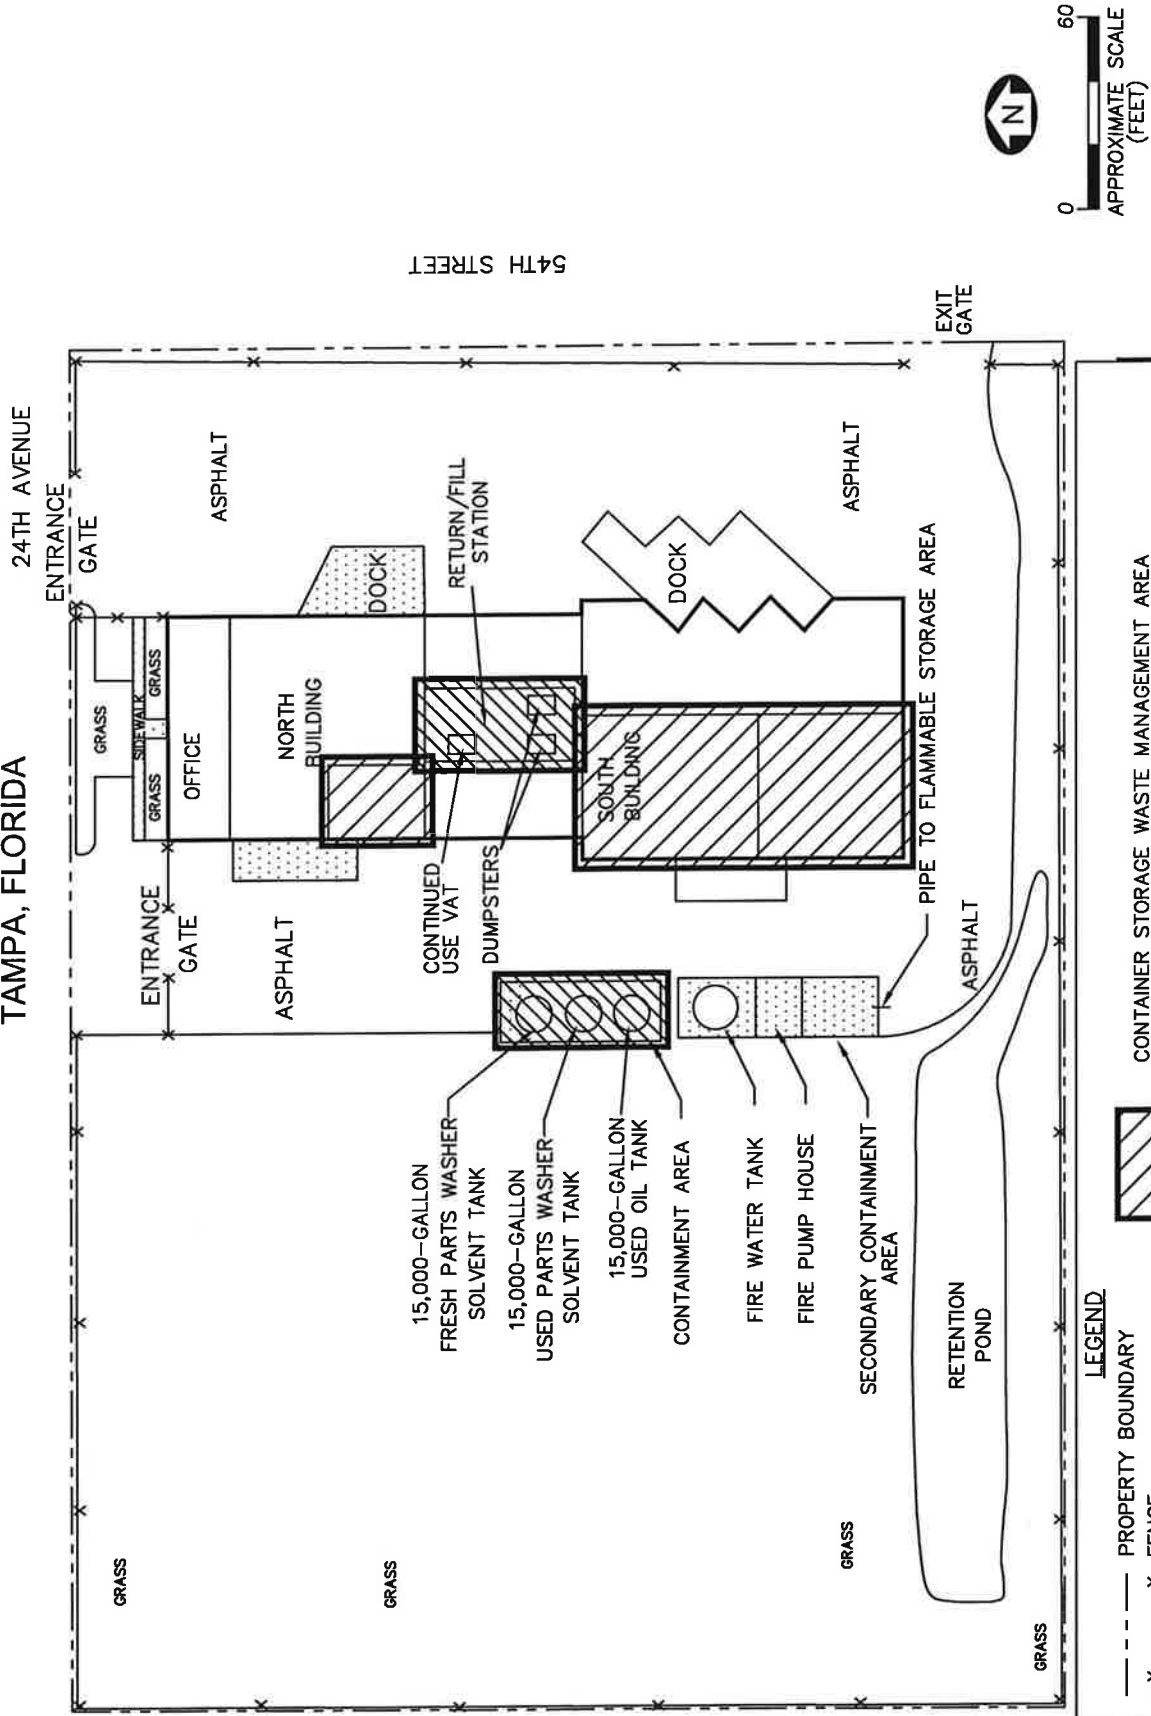 TAMPA, FLORIDA
24TH AVENUE
ENTRANCE
GATE
54TH STREET
GRASS
SIDEWALK
GRASS
GRASS
OFFICE
ENTRANCE
GATE
ASPHALT
ASPHALT
NORTH
BUILDING
DOCK
RETURN/FILL
STATION
CONTINUED
USE VAT
DUMPSTERS
SOUTH
BUILDING
DOCK
ASPHALT
PIPE TO FLAMMABLE STORAGE AREA
ASPHALT
EXIT
GATE
15,000-GALLON
FRESH PARTS WASHER
SOLVENT TANK
15,000-GALLON
USED PARTS WASHER
SOLVENT TANK
15,000-GALLON
USED OIL TANK
CONTAINMENT AREA
FIRE WATER TANK
FIRE PUMP HOUSE
SECONDARY CONTAINMENT
AREA
RETENTION
POND
GRASS
GRASS
GRASS
GRASS
N
0 60
APPROXIMATE SCALE
(FEET)
LEGEND
PROPERTY BOUNDARY
FENCE
CONTAINER STORAGE WASTE MANAGEMENT AREA